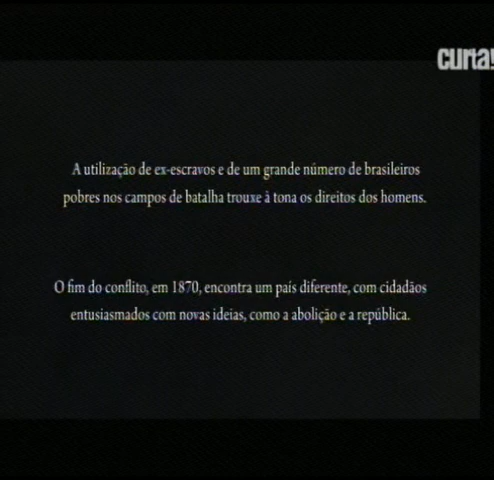 curta!
A utilização de ex-escravos e de um grande número de brasileiros
pobres nos campos de batalha trouxe à tona os direitos dos homens.
O fim do conflito, em 1870, encontra um país diferente, com cidadãos
entusiasmados com novas ideias, como a abolição e a república.